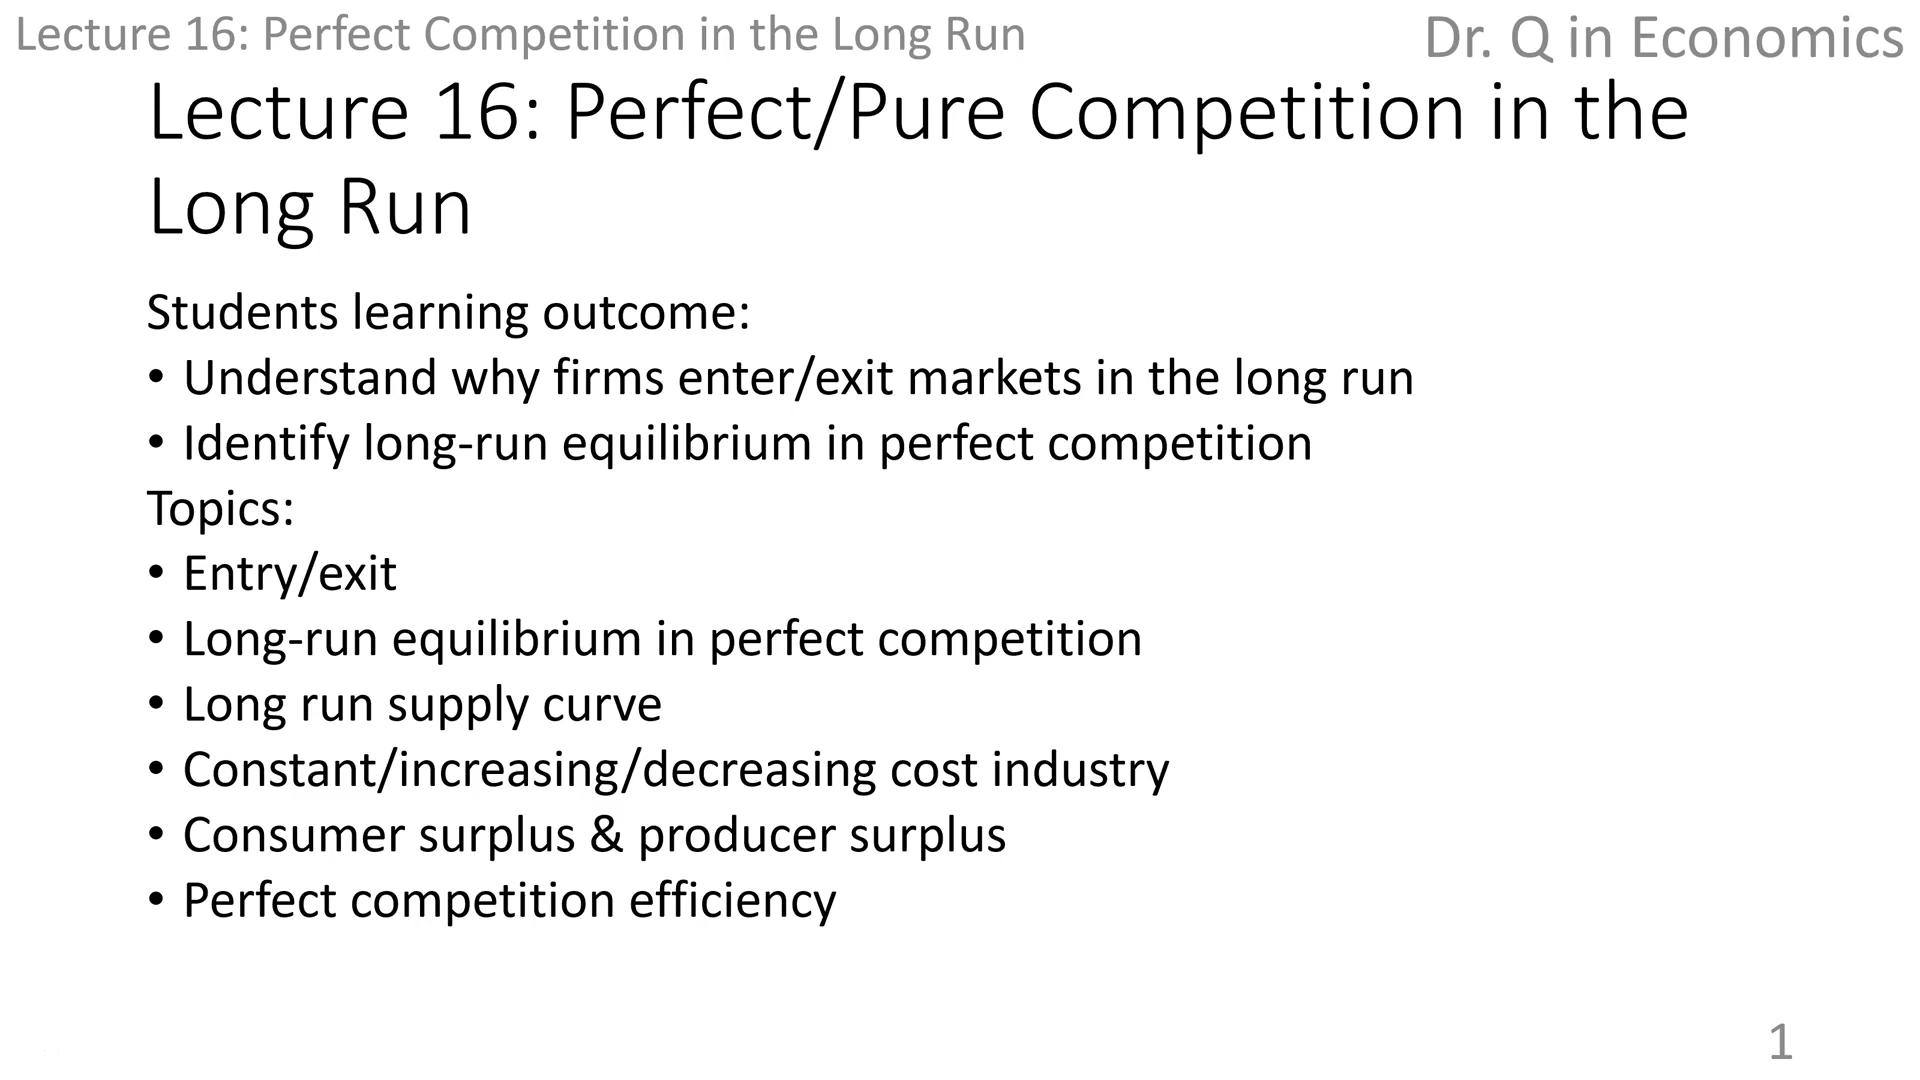 Lecture 16: Perfect Competition in the Long Run
Dr. Q in Economics
Lecture 16: Perfect/Pure Competition in the
Long Run
Students learning outcome:
• Understand why firms enter/exit markets in the long run
• Identify long-run equilibrium in perfect competition
Topics:
• Entry/exit
• Long-run equilibrium in perfect competition
• Long run supply curve
• Constant/increasing/decreasing cost industry
• Consumer surplus & producer surplus
• Perfect competition efficiency
1